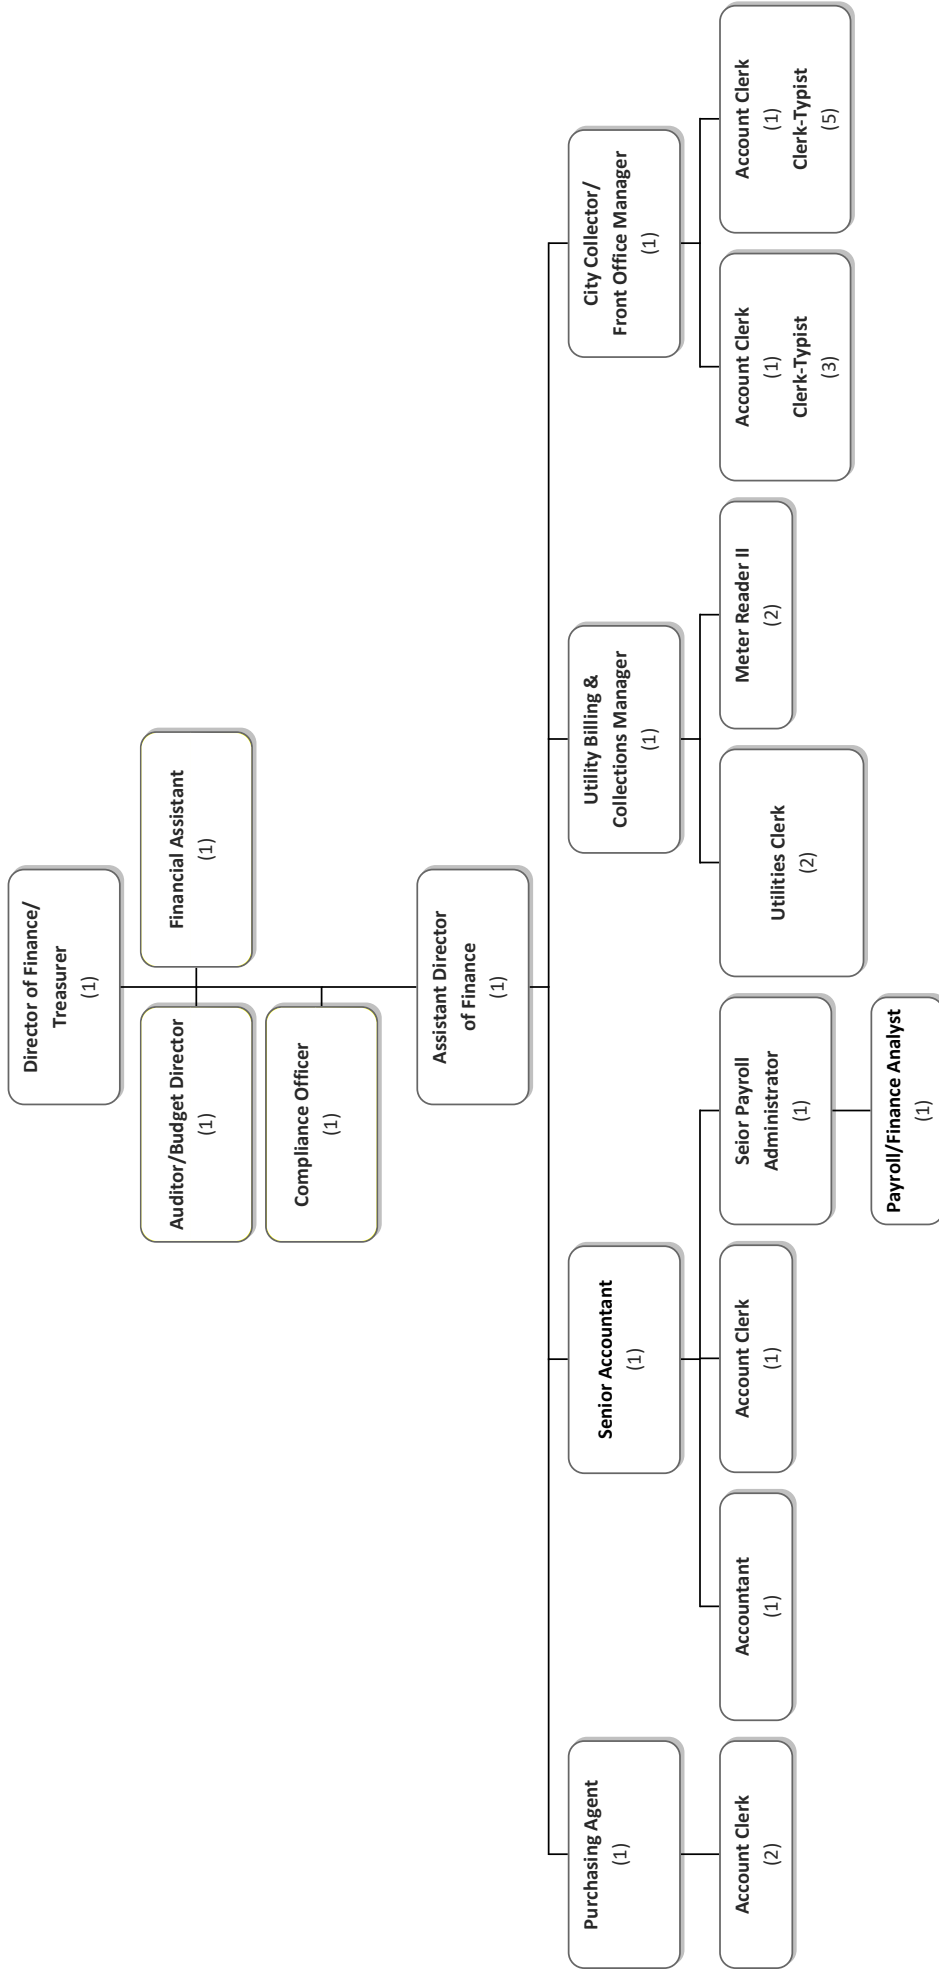 Director of Finance/
Treasurer
(1)
Auditor/Budget Director
(1)
Financial Assistant
(1)
Compliance Officer
(1)
Assistant Director
of Finance
(1)
Purchasing Agent
(1)
Senior Accountant
(1)
Utility Billing &
Collections Manager
(1)
City Collector/
Front Office Manager
(1)
Account Clerk
(2)
Accountant
(1)
Account Clerk
(1)
Seior Payroll
Administrator
(1)
Utilities Clerk
(2)
Meter Reader II
(2)
Account Clerk
(1)
Clerk-Typist
(3)
Account Clerk
(1)
Clerk-Typist
(5)
Payroll/Finance Analyst
(1)